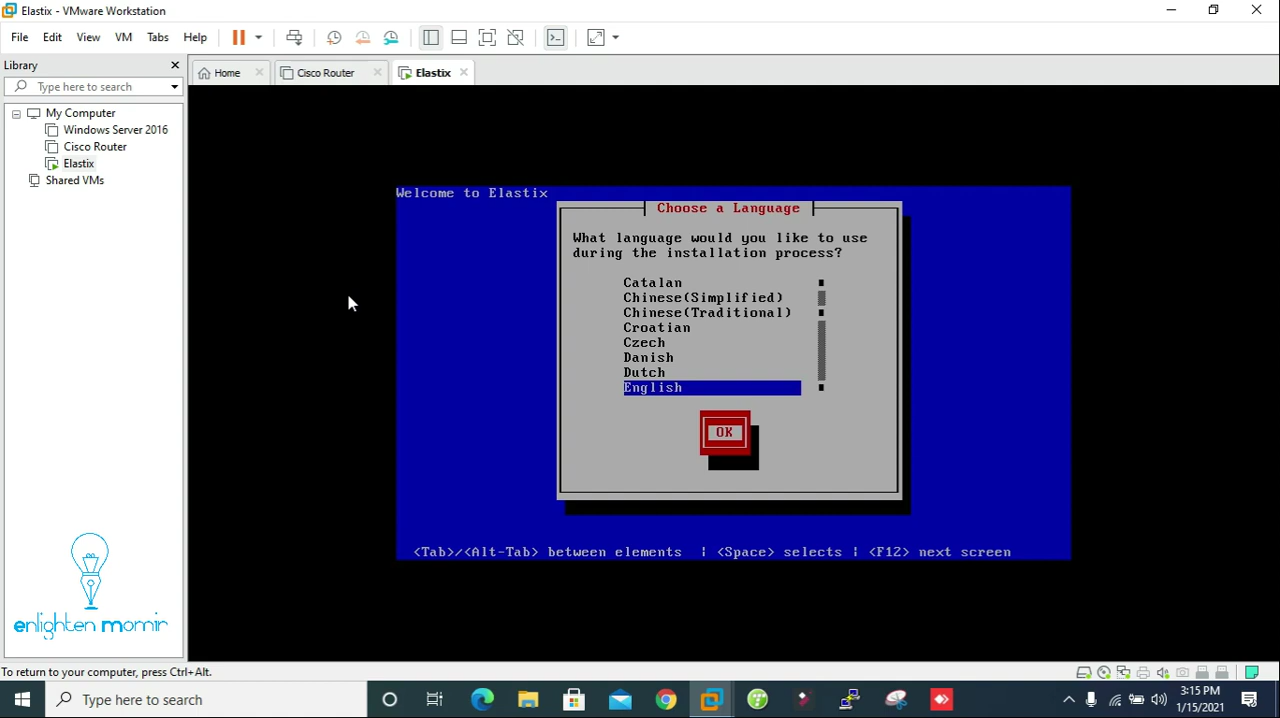 Elastix - VMware Workstation
File Edit View VM Tabs Help
Library
Home Cisco Router Elastix
Type here to search
My Computer
Windows Server 2016
Cisco Router
Elastix
Shared VMs
Welcome to Elastix
Choose a Language
What language would you like to use
during the installation process?
Catalan
Chinese(Simplified)
Chinese(Traditional)
Croatian
Czech
Danish
Dutch
English
OK
<Tab>/<Alt-Tab> between elements | <Space> selects | <F12> next screen
enlighten mornir
To return to your computer, press Ctrl+Alt.
Type here to search
3:15 PM
1/15/2021